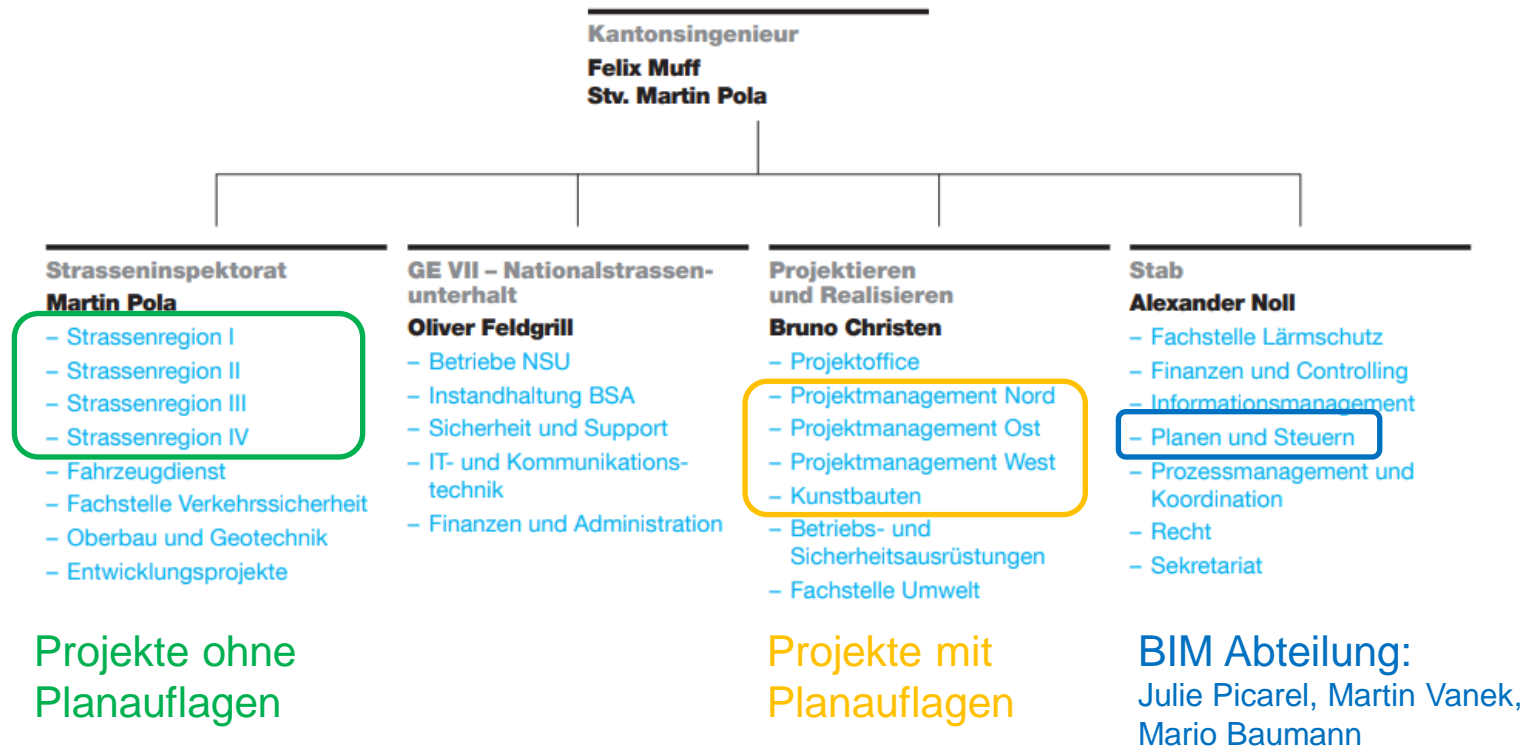 Kantonsingenieur
Felix Muff
Stv. Martin Pola
Strasseninspektorat
Martin Pola
– Strassenregion I
– Strassenregion II
– Strassenregion III
– Strassenregion IV
– Fahrzeugdienst
– Fachstelle Verkehrssicherheit
– Oberbau und Geotechnik
– Entwicklungsprojekte
GE VII – Nationalstrassen-
unterhalt
Oliver Feldgrill
– Betriebe NSU
– Instandhaltung BSA
– Sicherheit und Support
– IT- und Kommunikations-
technik
– Finanzen und Administration
Projektieren
und Realisieren
Bruno Christen
– Projektoffice
– Projektmanagement Nord
– Projektmanagement Ost
– Projektmanagement West
– Kunstbauten
– Betriebs- und
Sicherheitsausrüstungen
– Fachstelle Umwelt
Stab
Alexander Noll
– Fachstelle Lärmschutz
– Finanzen und Controlling
– Informationsmanagement
– Planen und Steuern
– Prozessmanagement und
Koordination
– Recht
– Sekretariat
Projekte ohne
Planauflagen
Projekte mit
Planauflagen
BIM Abteilung:
Julie Picarel, Martin Vanek,
Mario Baumann